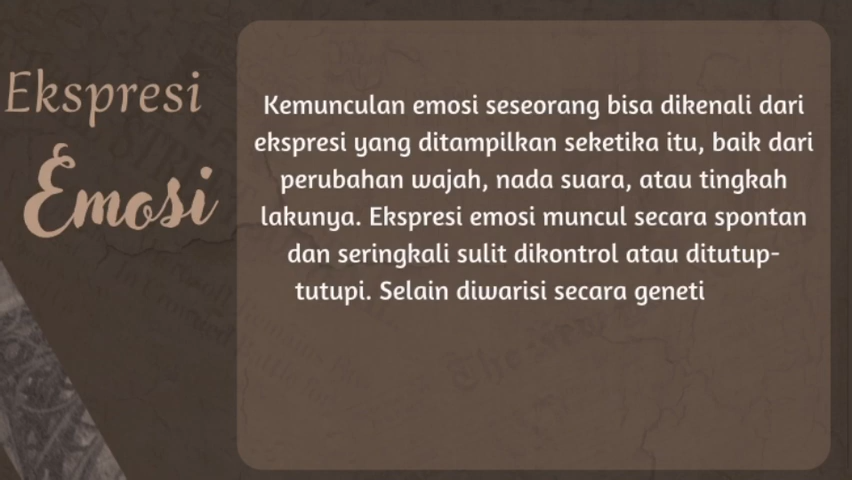 Ekspresi
Emosi
Kemunculan emosi seseorang bisa dikenali dari
ekspresi yang ditampilkan seketika itu, baik dari
perubahan wajah, nada suara, atau tingkah
lakunya. Ekspresi emosi muncul secara spontan
dan seringkali sulit dikontrol atau ditutup-
tutupi. Selain diwarisi secara geneti